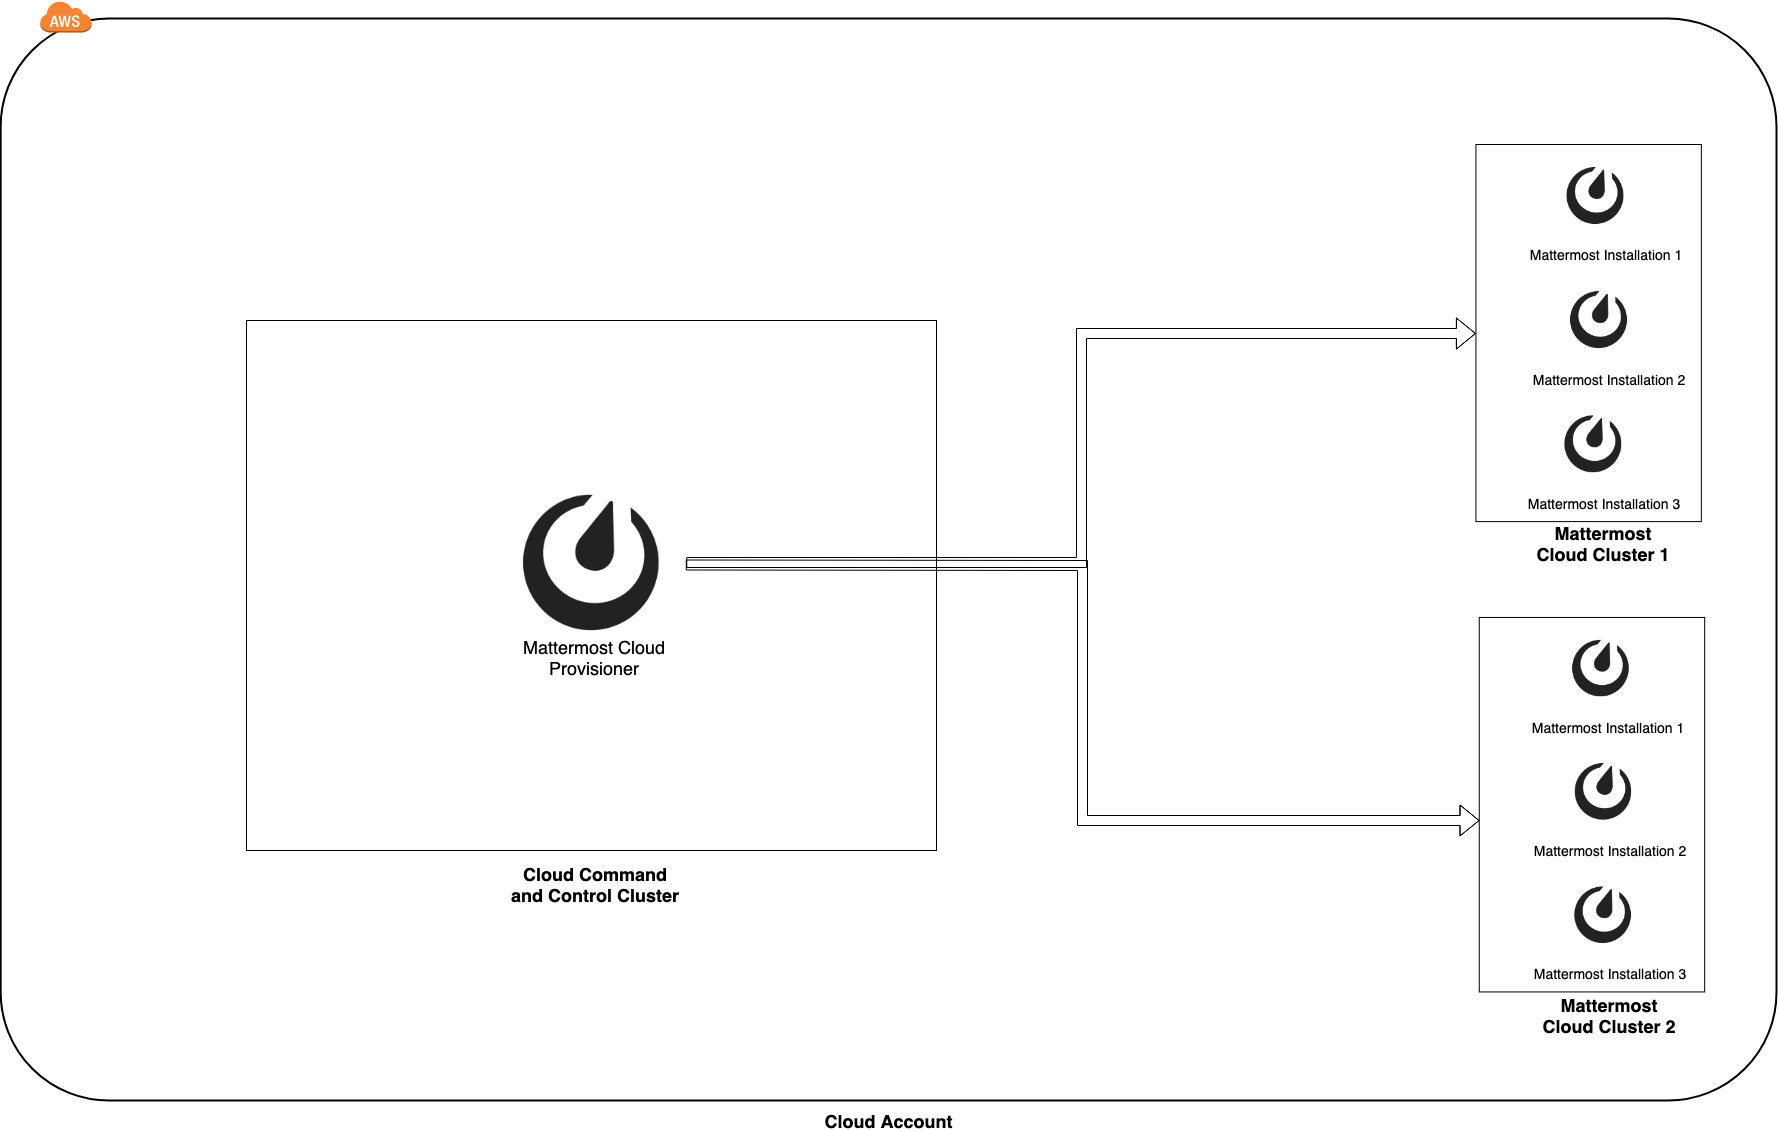 AWS
Mattermost Installation 1
Mattermost Installation 2
Mattermost Installation 3
Mattermost
Cloud Cluster 1
Mattermost Cloud
Provisioner
Cloud Command
and Control Cluster
Mattermost Installation 1
Mattermost Installation 2
Mattermost Installation 3
Mattermost
Cloud Cluster 2
Cloud Account